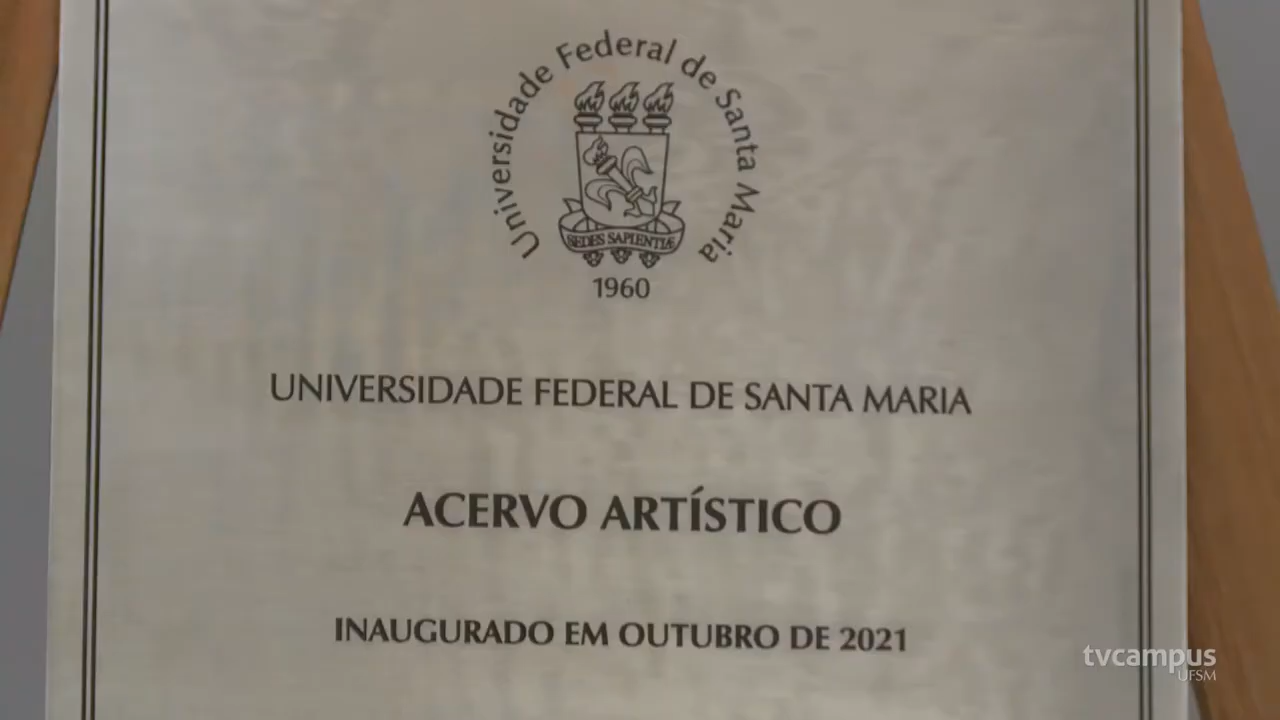 Universidade Federal de Santa Maria
SEDES SAPIENTIÆ
1960
UNIVERSIDADE FEDERAL DE SANTA MARIA
ACERVO ARTÍSTICO
INAUGURADO EM OUTUBRO DE 2021
tvcampus
UFSM